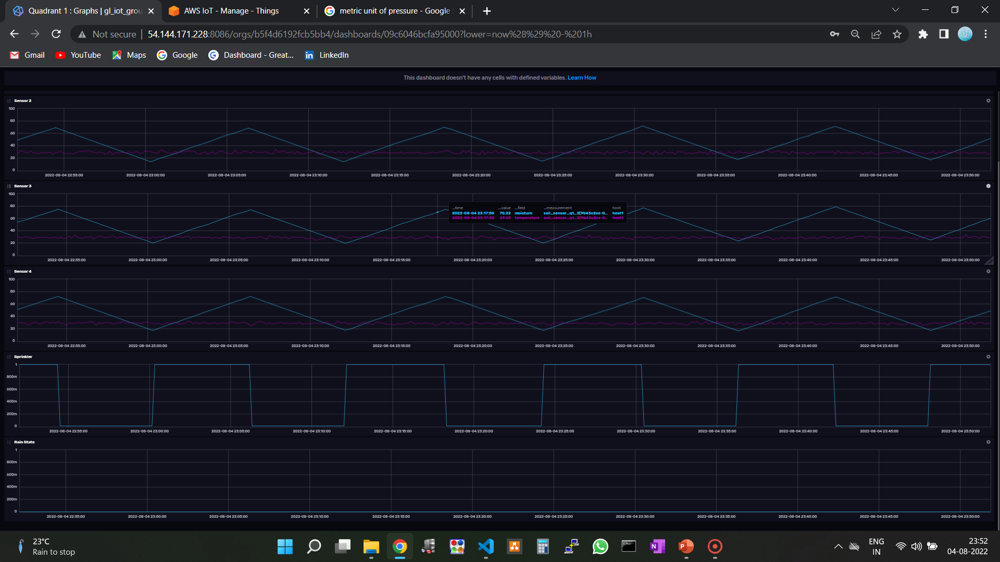 Quadrant 1 : Graphs | gl_iot_grou
AWS IoT - Manage - Things
metric unit of pressure - Google
Not secure
54.144.171.228:8086/orgs/b5f4d6192fcb5bb4/dashboards/09c6046bcfa95000?lower=now%28%29%20-%201h
Gmail YouTube Maps Google Dashboard - Great... LinkedIn
This dashboard doesn't have any cells with defined variables. Learn How
Sensor 2
100
80
60
40
20
0
2022-08-04 22:55:00 2022-08-04 23:00:00 2022-08-04 23:05:00 2022-08-04 23:10:00 2022-08-04 23:15:00 2022-08-04 23:20:00 2022-08-04 23:25:00 2022-08-04 23:30:00 2022-08-04 23:35:00 2022-08-04 23:40:00 2022-08-04 23:45:00 2022-08-04 23:50:00
Sensor 3
100
80
60
40
20
0
_time _value _field _measurement host
2022-08-04 23:17:50 70.22 moisture soil_sensor_q1_3(9b43c2ce-0... host1
2022-08-04 23:17:50 29.45 temperature soil_sensor_q1_3(9b43c2ce-0... host1
2022-08-04 22:55:00 2022-08-04 23:00:00 2022-08-04 23:05:00 2022-08-04 23:10:00 2022-08-04 23:15:00 2022-08-04 23:20:00 2022-08-04 23:25:00 2022-08-04 23:30:00 2022-08-04 23:35:00 2022-08-04 23:40:00 2022-08-04 23:45:00 2022-08-04 23:50:00
Sensor 4
100
80
60
40
20
0
2022-08-04 22:55:00 2022-08-04 23:00:00 2022-08-04 23:05:00 2022-08-04 23:10:00 2022-08-04 23:15:00 2022-08-04 23:20:00 2022-08-04 23:25:00 2022-08-04 23:30:00 2022-08-04 23:35:00 2022-08-04 23:40:00 2022-08-04 23:45:00 2022-08-04 23:50:00
Sprinkler
1
800m
600m
400m
200m
0
2022-08-04 22:55:00 2022-08-04 23:00:00 2022-08-04 23:05:00 2022-08-04 23:10:00 2022-08-04 23:15:00 2022-08-04 23:20:00 2022-08-04 23:25:00 2022-08-04 23:30:00 2022-08-04 23:35:00 2022-08-04 23:40:00 2022-08-04 23:45:00 2022-08-04 23:50:00
Rain State
1
800m
600m
400m
200m
0
2022-08-04 22:55:00 2022-08-04 23:00:00 2022-08-04 23:05:00 2022-08-04 23:10:00 2022-08-04 23:15:00 2022-08-04 23:20:00 2022-08-04 23:25:00 2022-08-04 23:30:00 2022-08-04 23:35:00 2022-08-04 23:40:00 2022-08-04 23:45:00 2022-08-04 23:50:00
23°C
Rain to stop
ENG
IN
23:52
04-08-2022